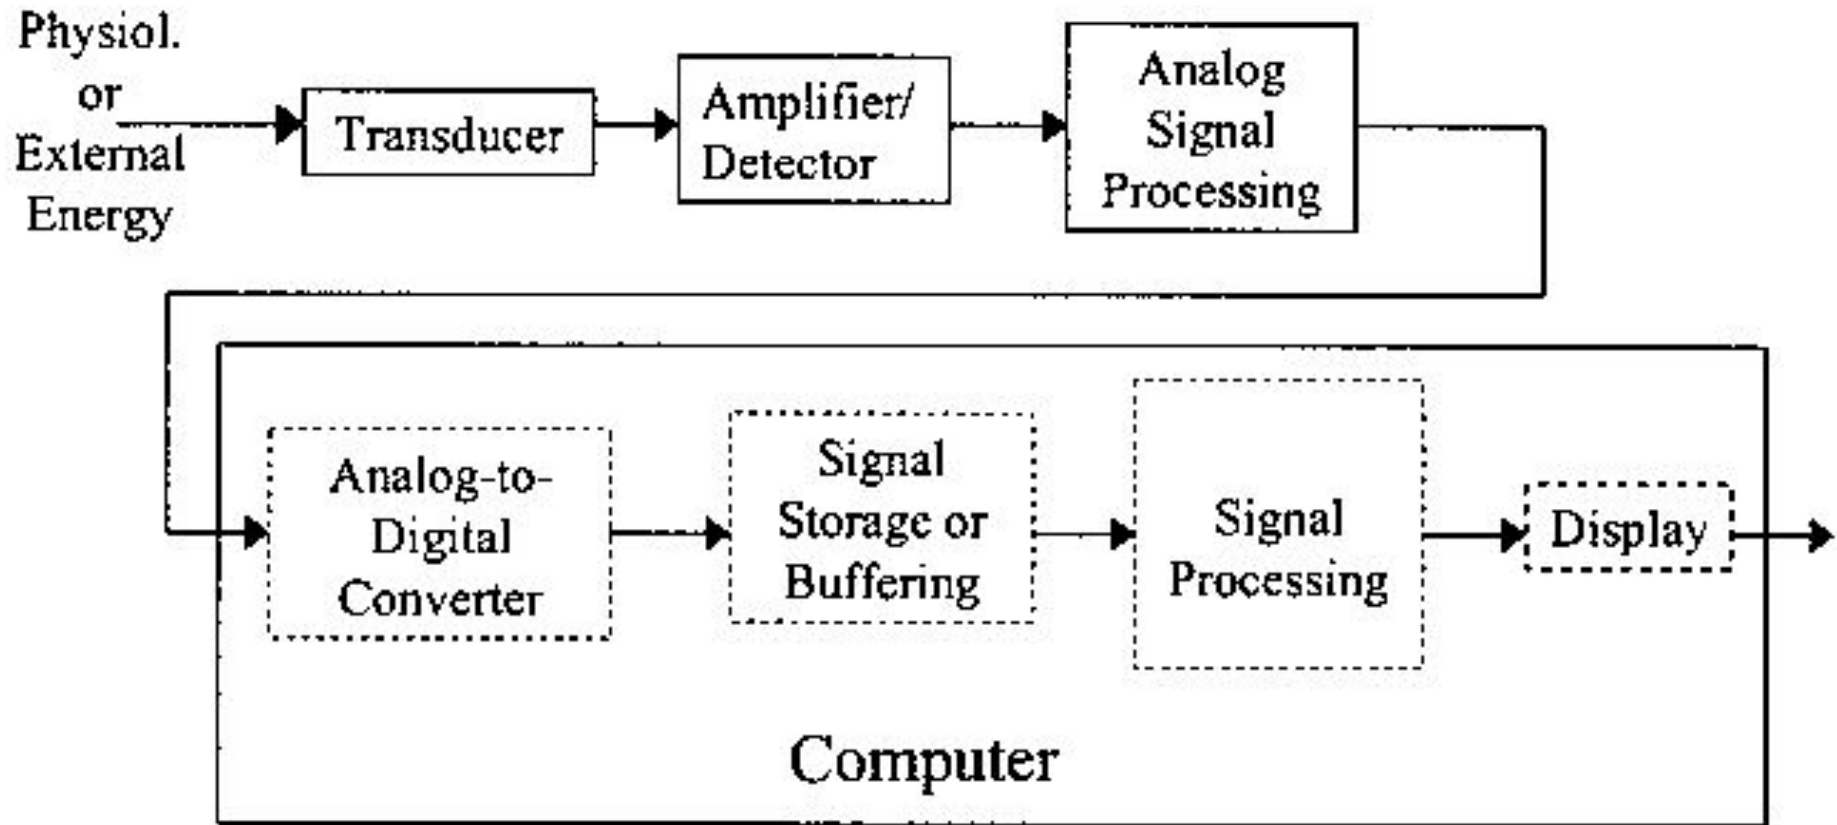 Physiol.
or
External
Energy
Transducer
Amplifier/
Detector
Analog
Signal
Processing
Analog-to-
Digital
Converter
Signal
Storage or
Buffering
Signal
Processing
Display
Computer